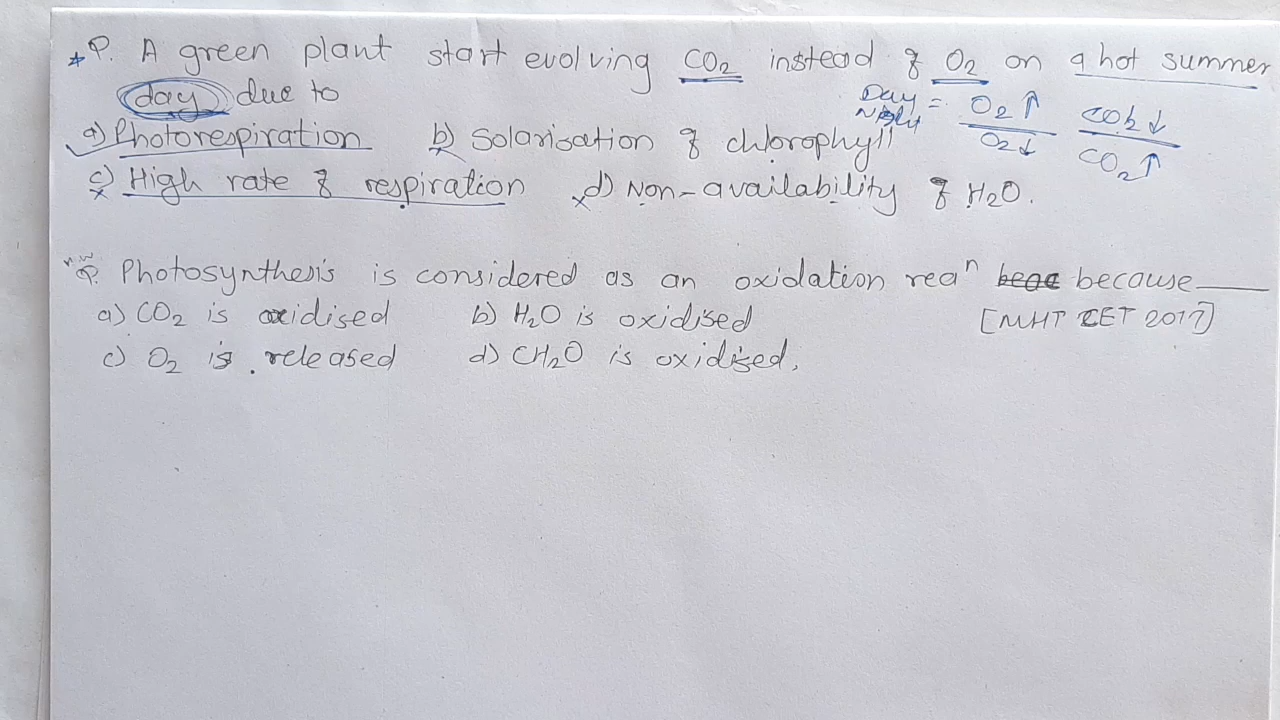 * Q. A green plant start evolving CO2 instead of O2 on a hot summer
day due to
Day = O2 ↑ CO2 ↓
Night O2 ↓ CO2 ↑
a) Photorespiration b) Solarisation of chlorophyll
c) High rate of respiration d) Non-availability of H2O.
Q. Photosynthesis is considered as an oxidation reaⁿ because ____
a) CO2 is oxidised b) H2O is oxidised [MHT CET 2017]
c) O2 is released d) CH2O is oxidised.